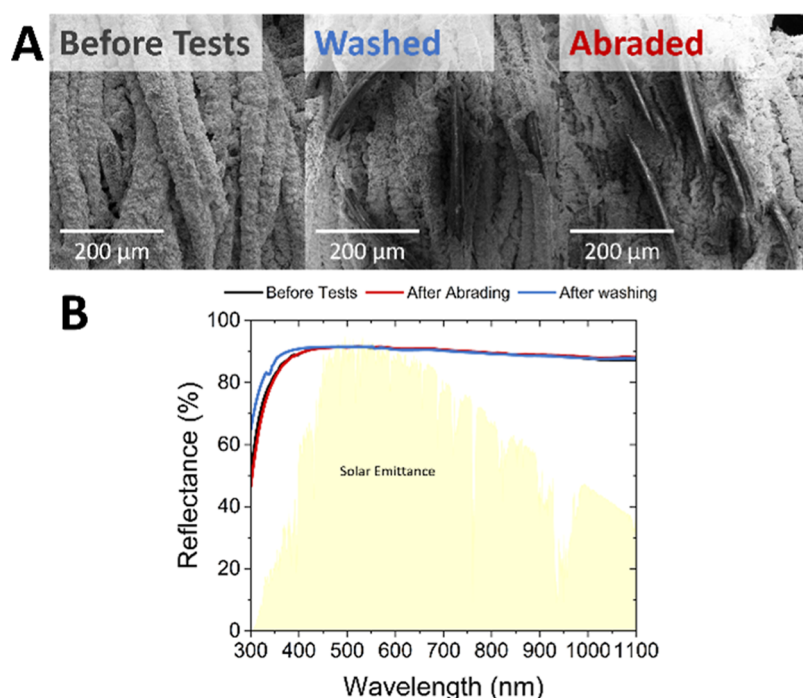 A
Before Tests
Washed
Abraded
200 µm
200 µm
200 µm
B
Before Tests
After Abrading
After washing
100
80
60
40
20
0
Reflectance (%)
Solar Emittance
300
400
500
600
700
800
900
1000
1100
Wavelength (nm)